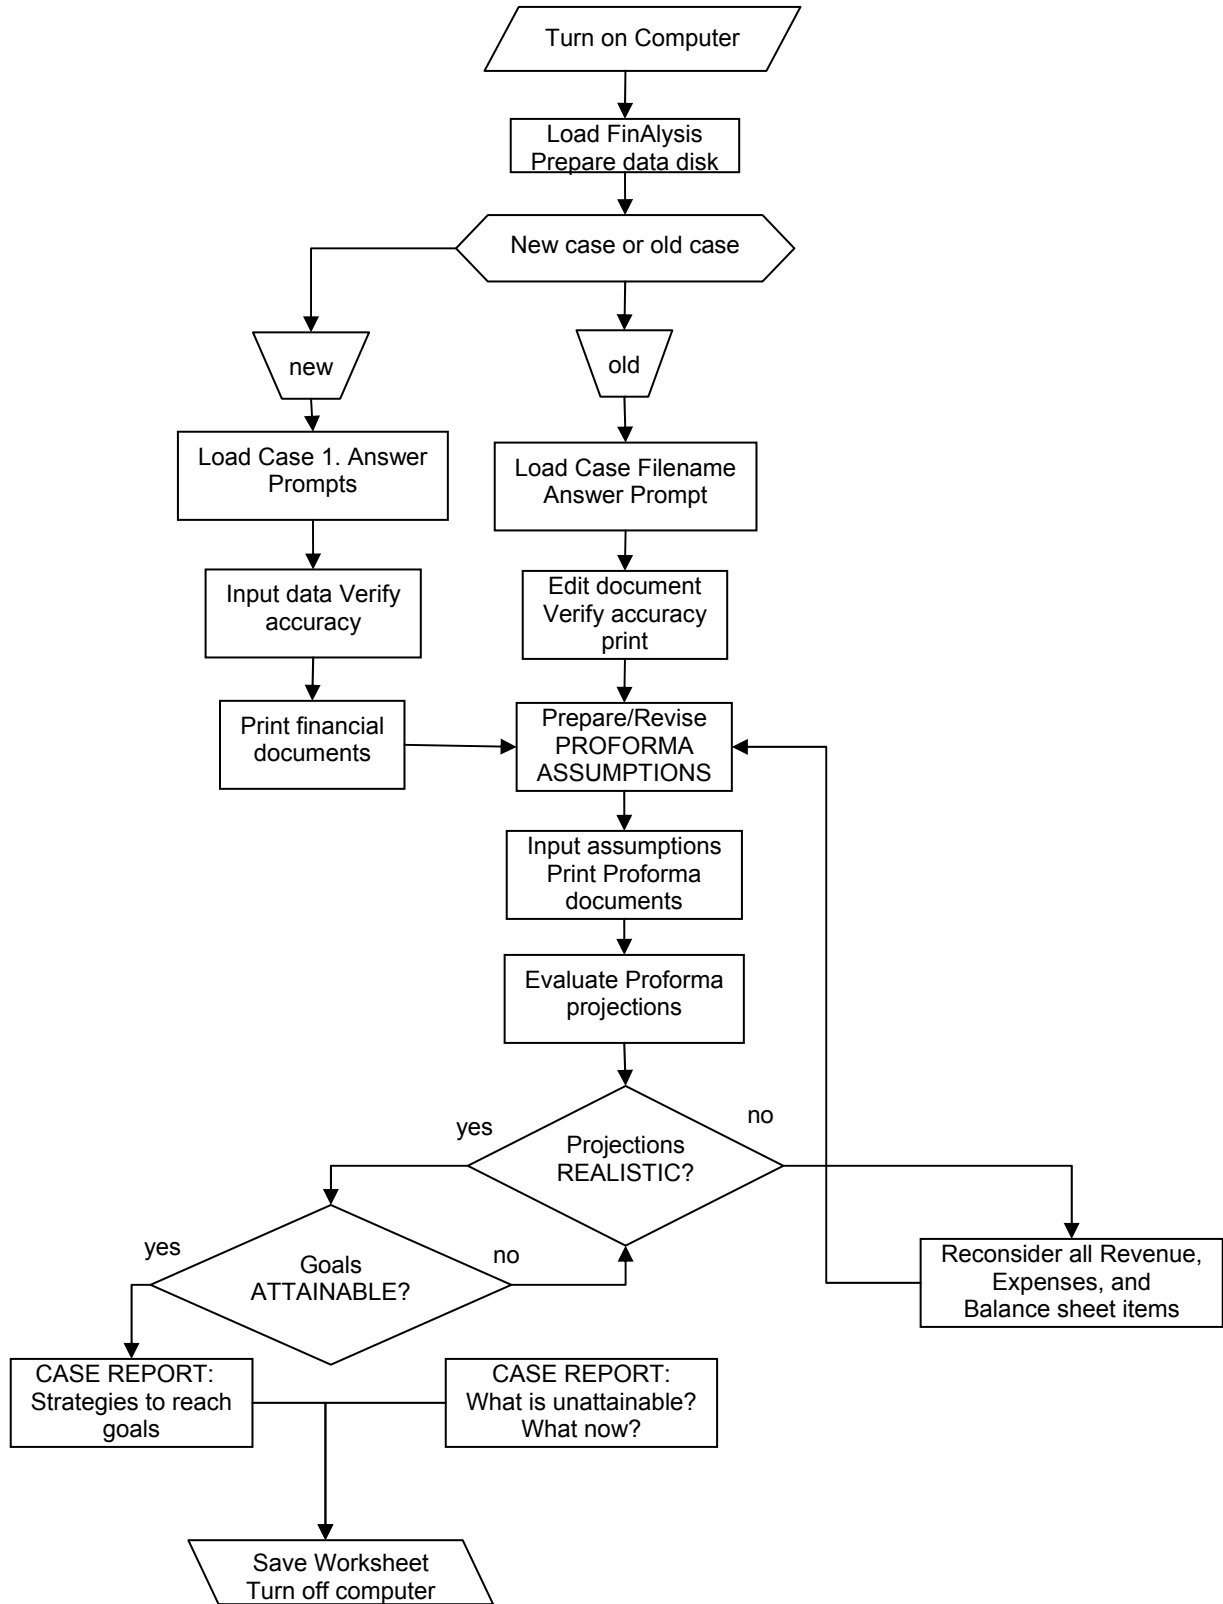 Turn on Computer
Load FinAlysis
Prepare data disk
New case or old case
new
old
Load Case 1. Answer
Prompts
Load Case Filename
Answer Prompt
Input data Verify
accuracy
Edit document
Verify accuracy
print
Print financial
documents
Prepare/Revise
PROFORMA
ASSUMPTIONS
Input assumptions
Print Proforma
documents
Evaluate Proforma
projections
yes
no
Projections
REALISTIC?
yes
no
Goals
ATTAINABLE?
Reconsider all Revenue,
Expenses, and
Balance sheet items
CASE REPORT:
Strategies to reach
goals
CASE REPORT:
What is unattainable?
What now?
Save Worksheet
Turn off computer